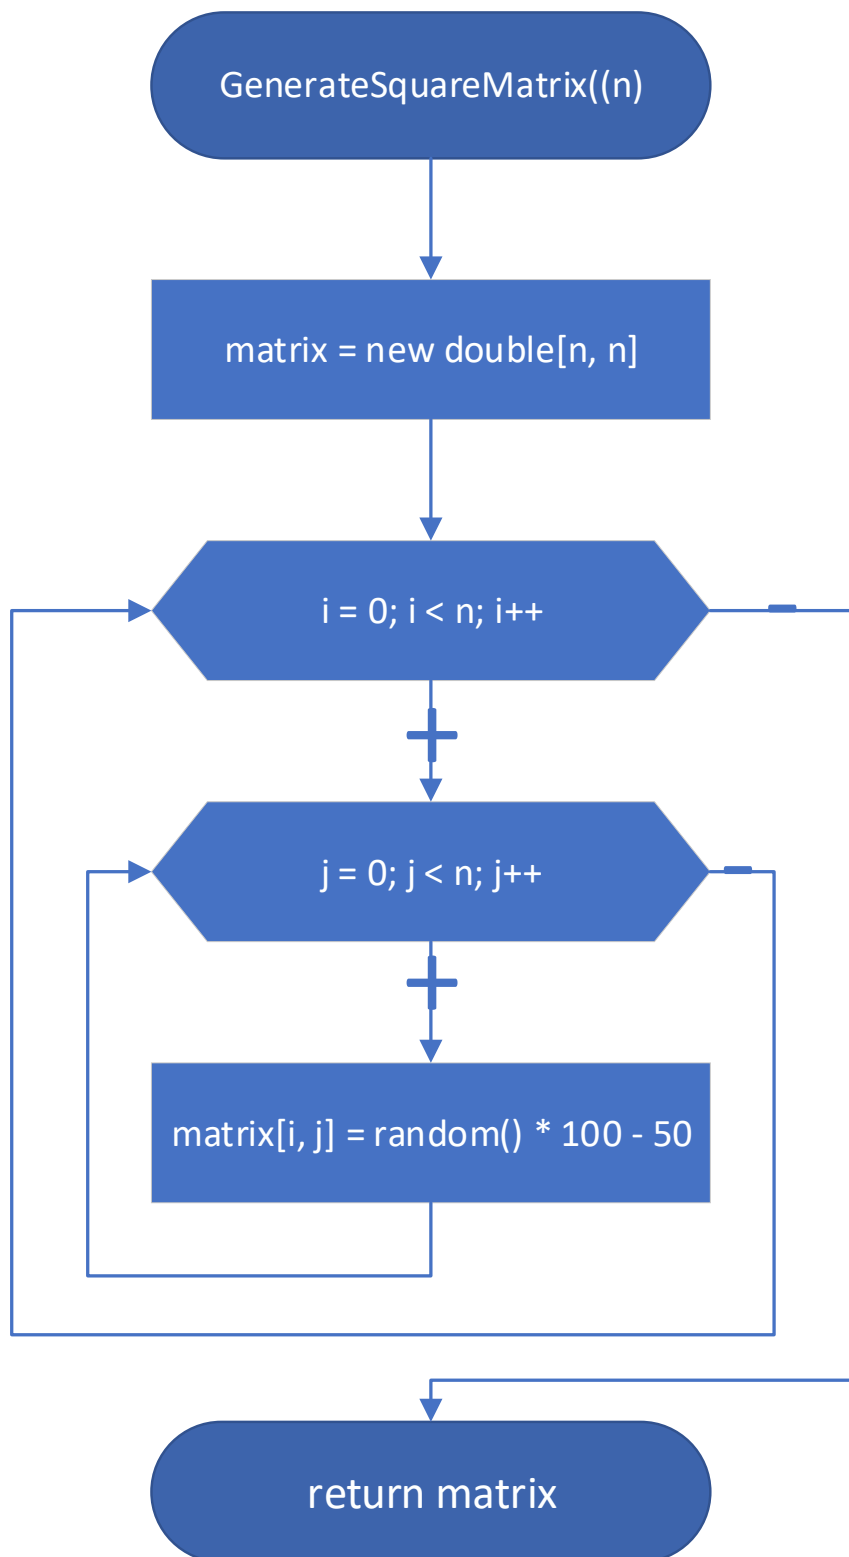 GenerateSquareMatrix((n)
matrix = new double[n, n]
i = 0; i < n; i++
+
j = 0; j < n; j++
+
matrix[i, j] = random() * 100 - 50
return matrix